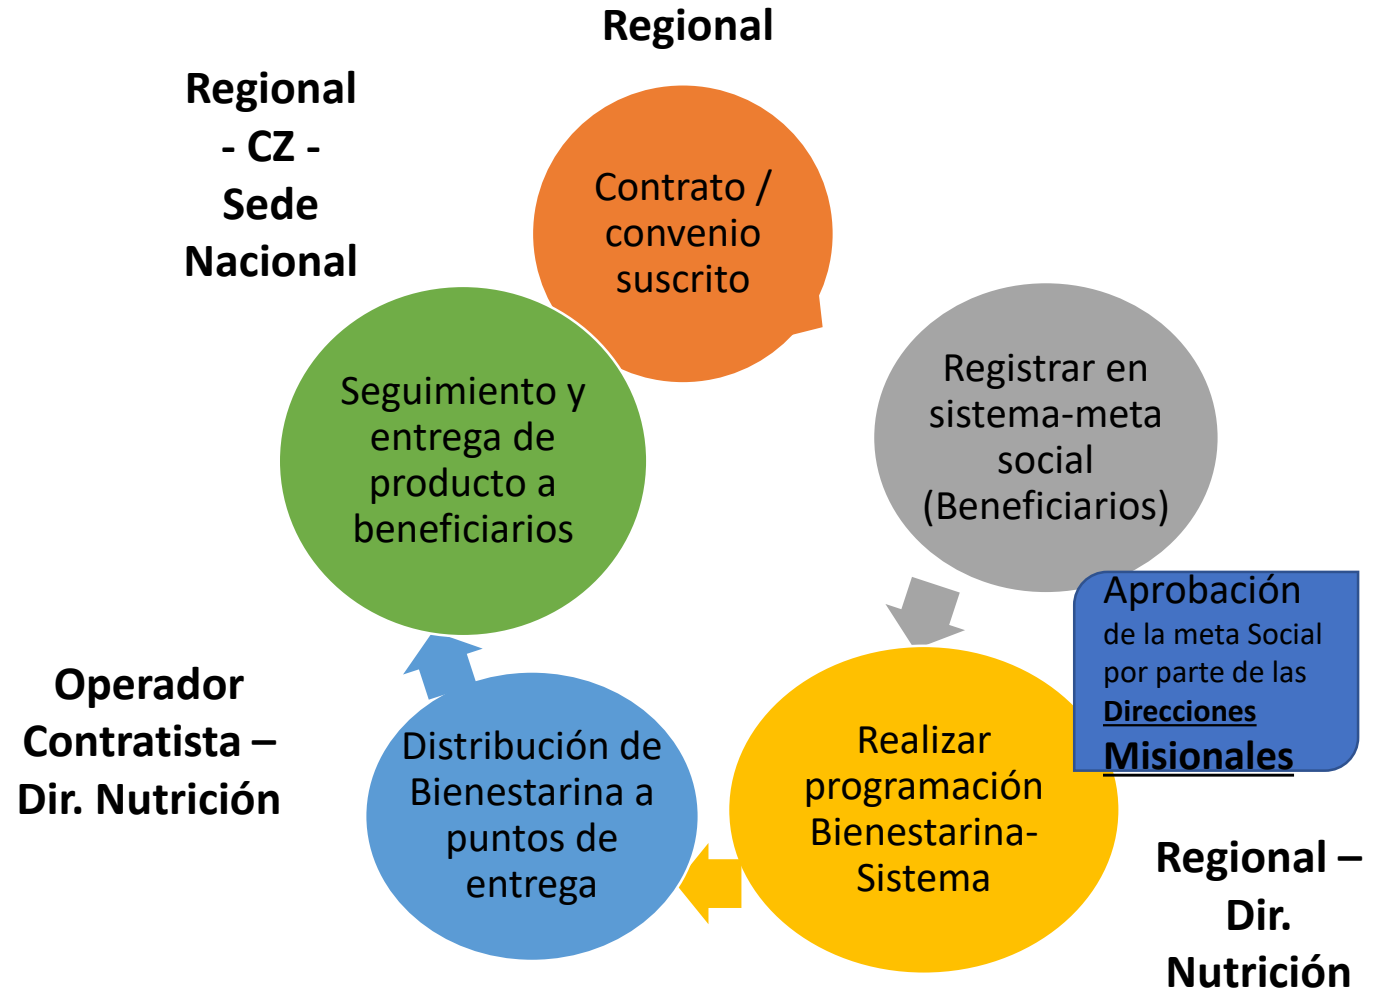 Regional
Regional
- CZ -
Sede
Nacional
Contrato /
convenio
suscrito
Registrar en
sistema-meta
social
(Beneficiarios)
Aprobación
de la meta Social
por parte de las
Direcciones
Misionales
Realizar
programación
Bienestarina-
Sistema
Regional –
Dir.
Nutrición
Distribución de
Bienestarina a
puntos de
entrega
Operador
Contratista –
Dir. Nutrición
Seguimiento y
entrega de
producto a
beneficiarios